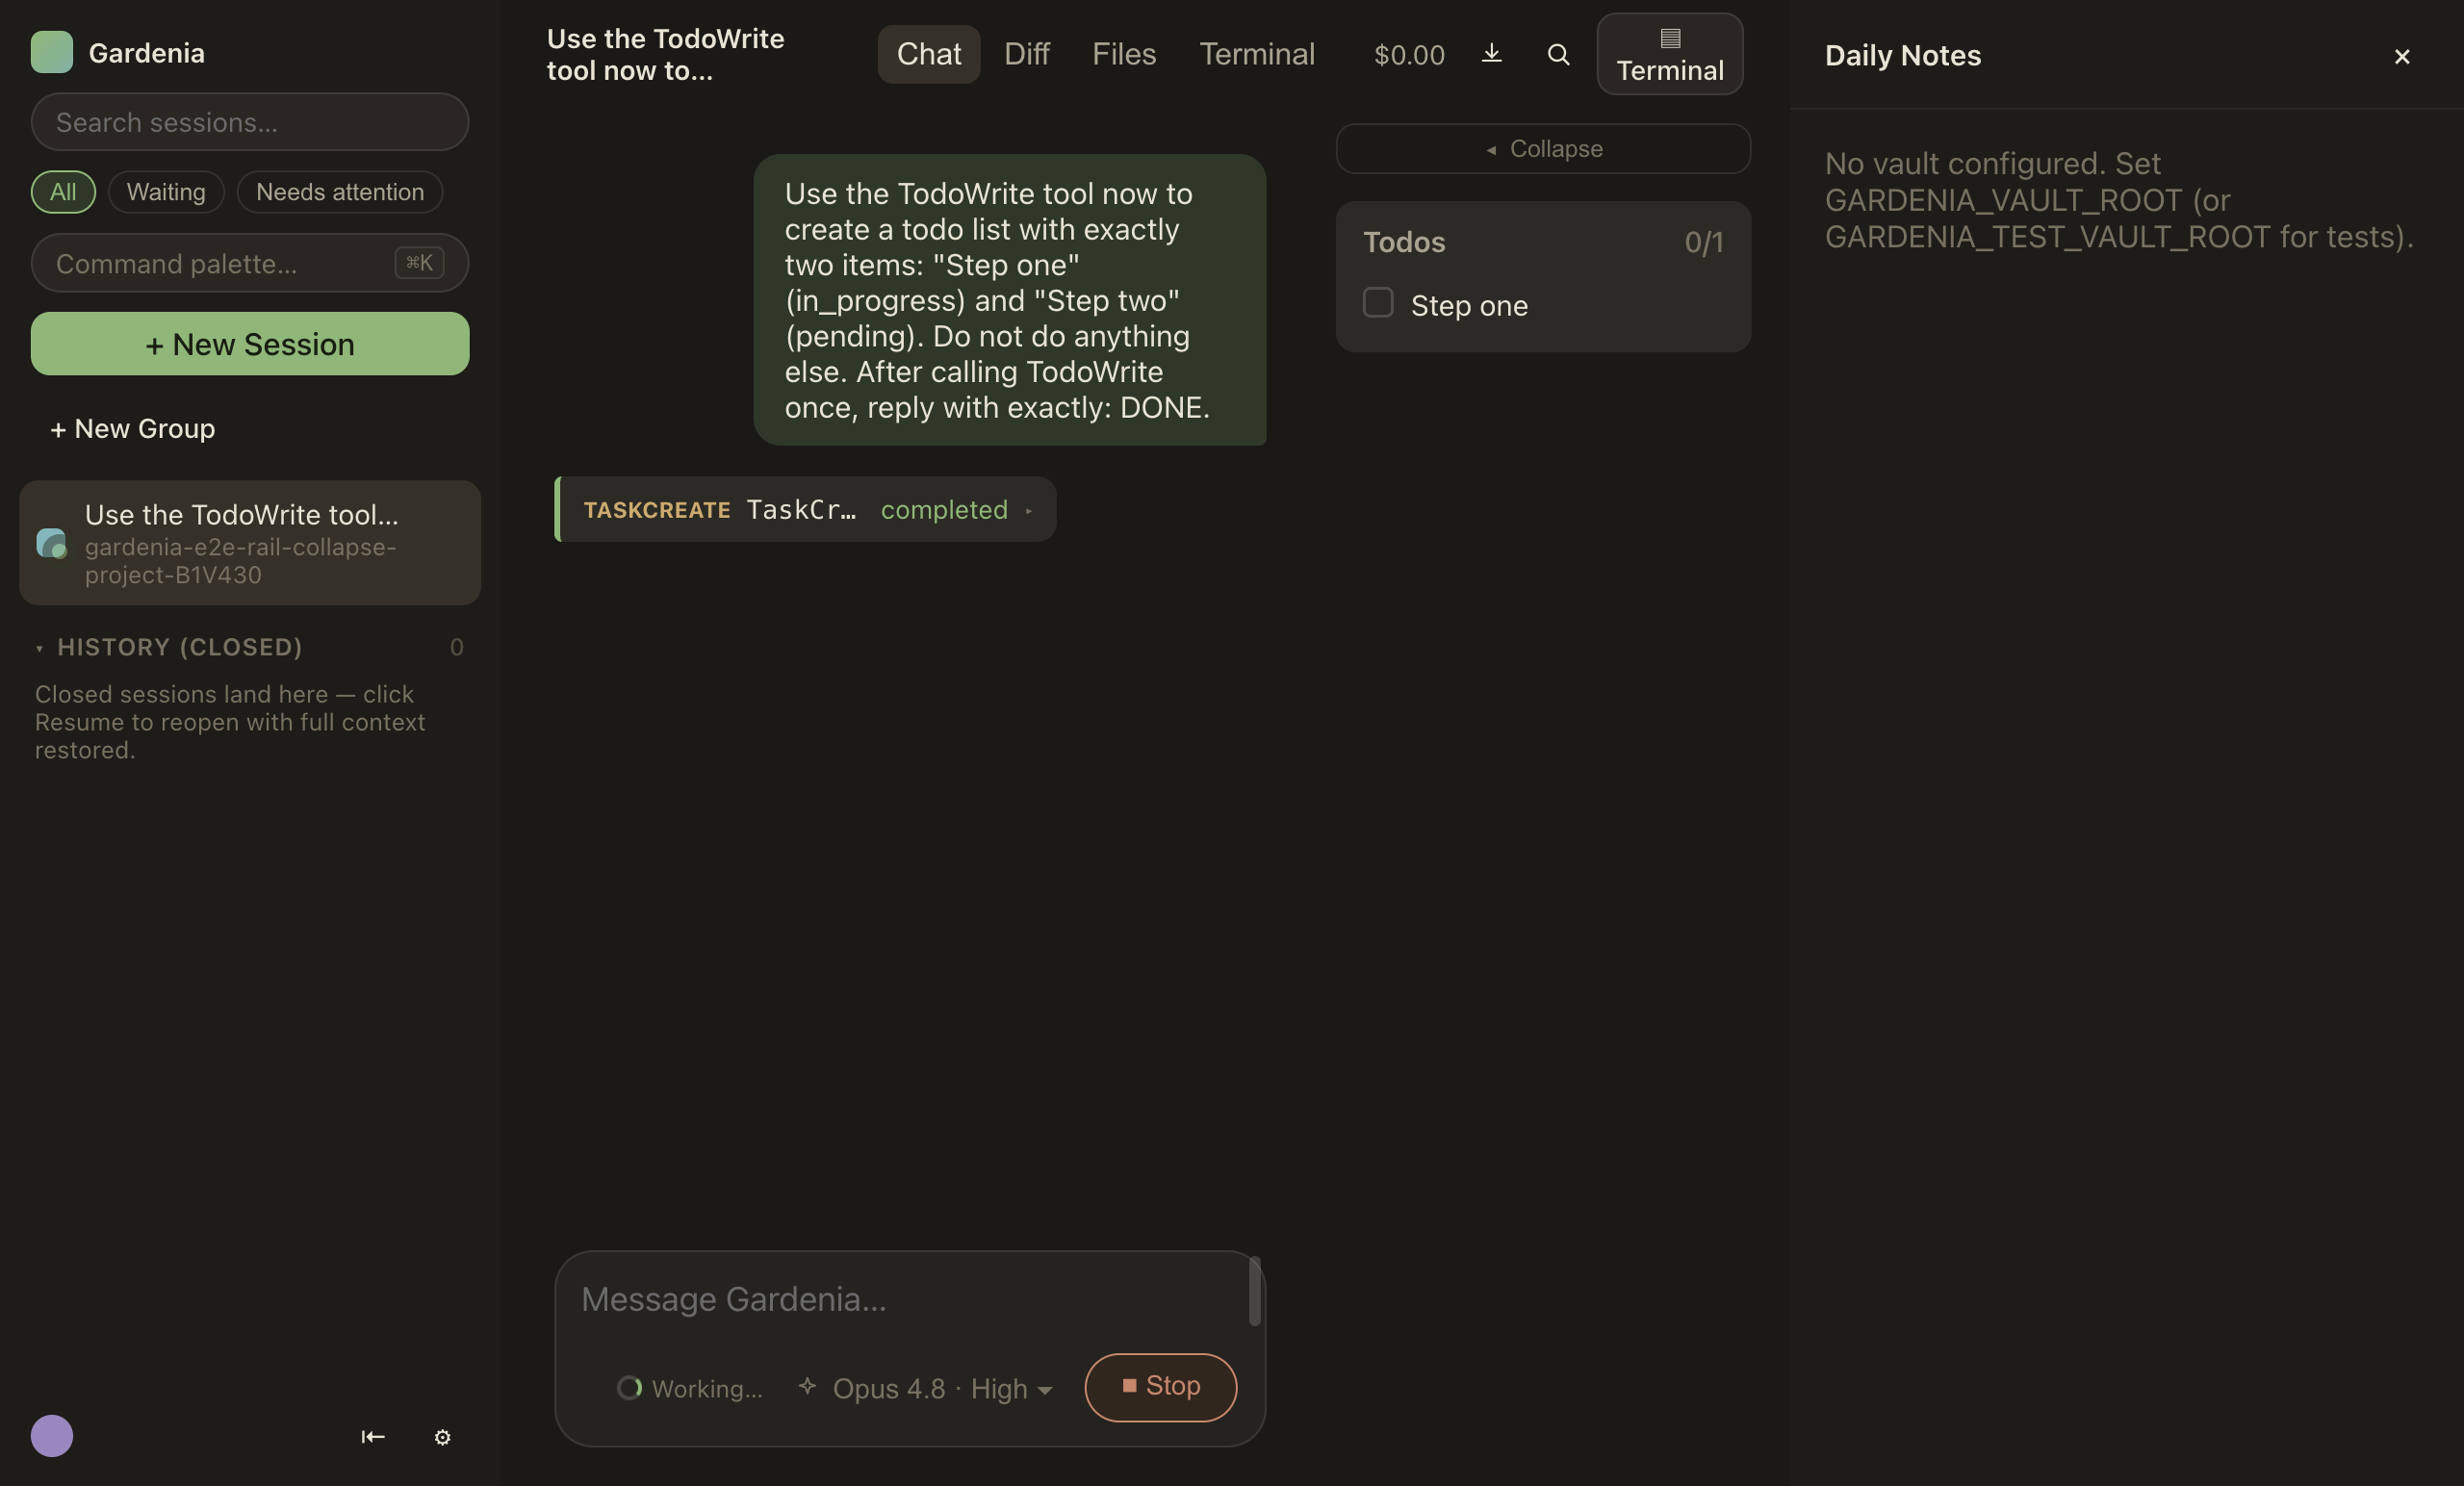 Gardenia
Search sessions...
All
Waiting
Needs attention
Command palette...
⌘K
+ New Session
+ New Group
Use the TodoWrite tool...
gardenia-e2e-rail-collapse-
project-B1V430
HISTORY (CLOSED)
0
Closed sessions land here — click
Resume to reopen with full context
restored.
Use the TodoWrite
tool now to...
Chat
Diff
Files
Terminal
$0.00
Terminal
Use the TodoWrite tool now to
create a todo list with exactly
two items: "Step one"
(in_progress) and "Step two"
(pending). Do not do anything
else. After calling TodoWrite
once, reply with exactly: DONE.
TASKCREATE TaskCr… completed
Message Gardenia...
Working...
Opus 4.8 · High
Stop
Collapse
Todos
0/1
Step one
Daily Notes
No vault configured. Set
GARDENIA_VAULT_ROOT (or
GARDENIA_TEST_VAULT_ROOT for tests).